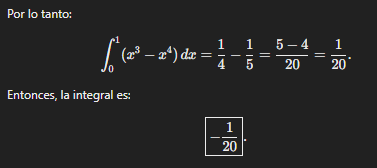 Por lo tanto:
∫₀¹ (x³ − x⁴) dx = 1/4 − 1/5 = (5 − 4)/20 = 1/20.
Entonces, la integral es:
−1/20.